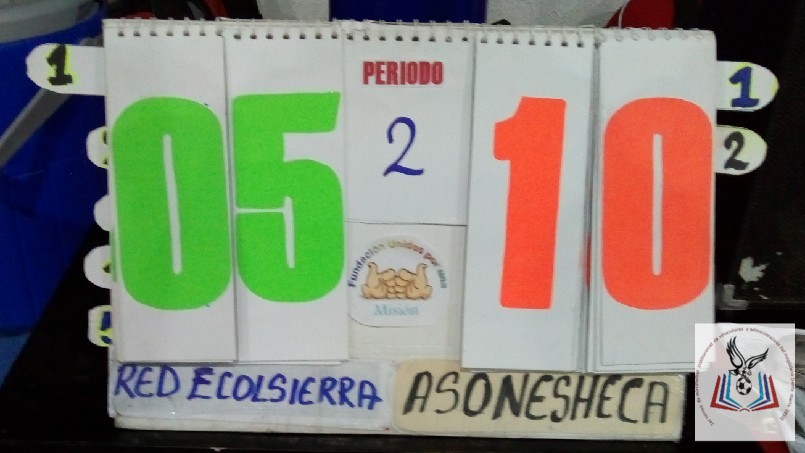 PERIODO
1
05
2
10
1
2
Fundación Unidos por una
Misión
RED ECOLSIERRA
ASONESHECA